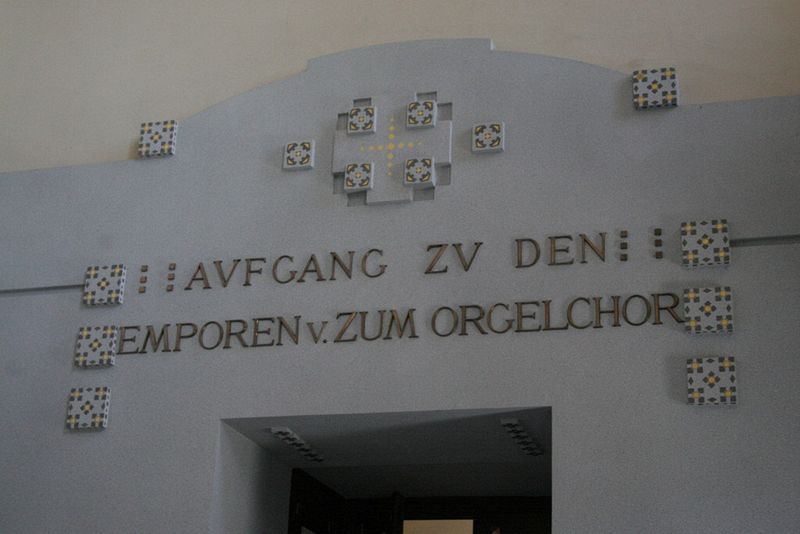 AVFGANG ZV DEN
EMPOREN v. ZUM ORGELCHOR